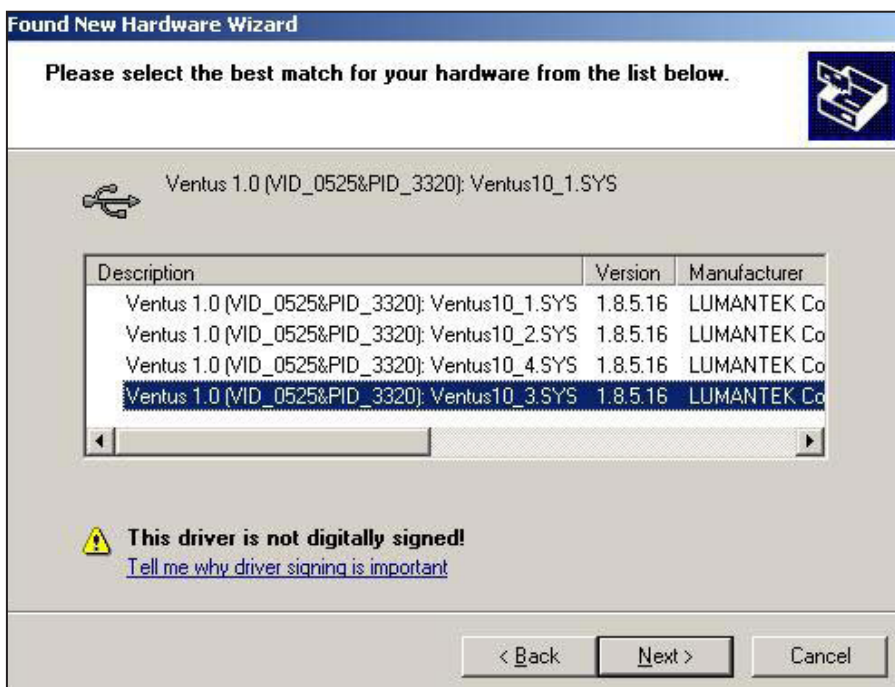 Found New Hardware Wizard
Please select the best match for your hardware from the list below.
Ventus 1.0 (VID_0525&PID_3320): Ventus10_1.SYS
Description Version Manufacturer
Ventus 1.0 (VID_0525&PID_3320): Ventus10_1.SYS 1.8.5.16 LUMANTEK Co
Ventus 1.0 (VID_0525&PID_3320): Ventus10_2.SYS 1.8.5.16 LUMANTEK Co
Ventus 1.0 (VID_0525&PID_3320): Ventus10_4.SYS 1.8.5.16 LUMANTEK Co
Ventus 1.0 (VID_0525&PID_3320): Ventus10_3.SYS 1.8.5.16 LUMANTEK Co
This driver is not digitally signed!
Tell me why driver signing is important
< Back Next > Cancel